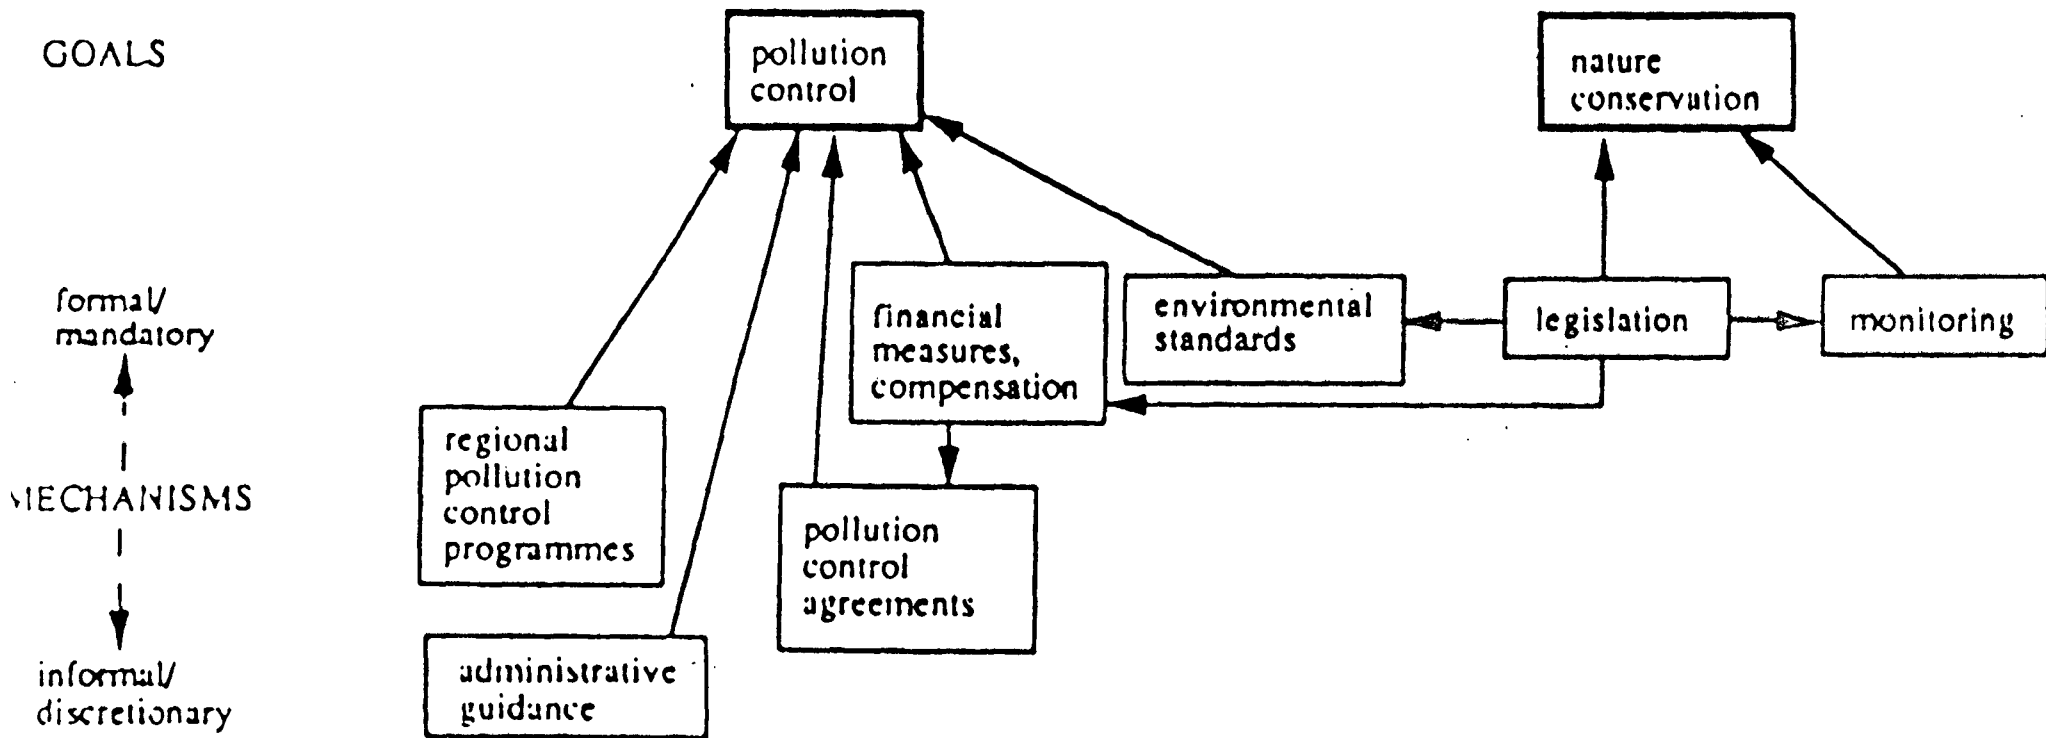 GOALS
pollution
control
nature
conservation
formal/
mandatory
MECHANISMS
informal/
discretionary
financial
measures,
compensation
environmental
standards
legislation
monitoring
regional
pollution
control
programmes
pollution
control
agreements
administrative
guidance